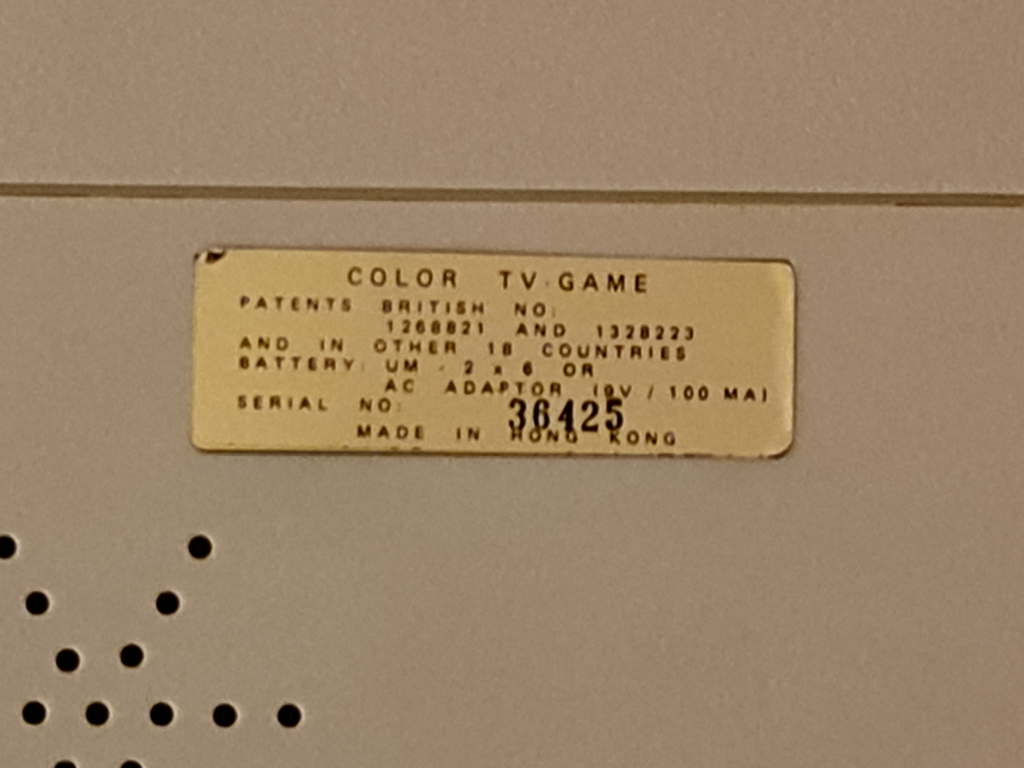 COLOR TV-GAME
PATENTS BRITISH NO:
1268821 AND 1328223
AND IN OTHER 18 COUNTRIES
BATTERY: UM - 2 x 6 OR
AC ADAPTOR (9V / 100 MA)
SERIAL NO: 36425
MADE IN HONG KONG